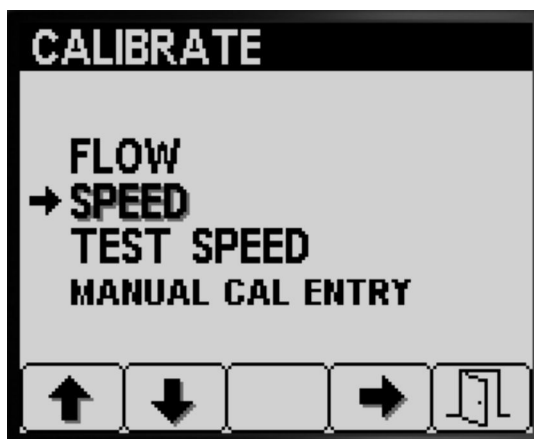 CALIBRATE
FLOW
SPEED
TEST SPEED
MANUAL CAL ENTRY